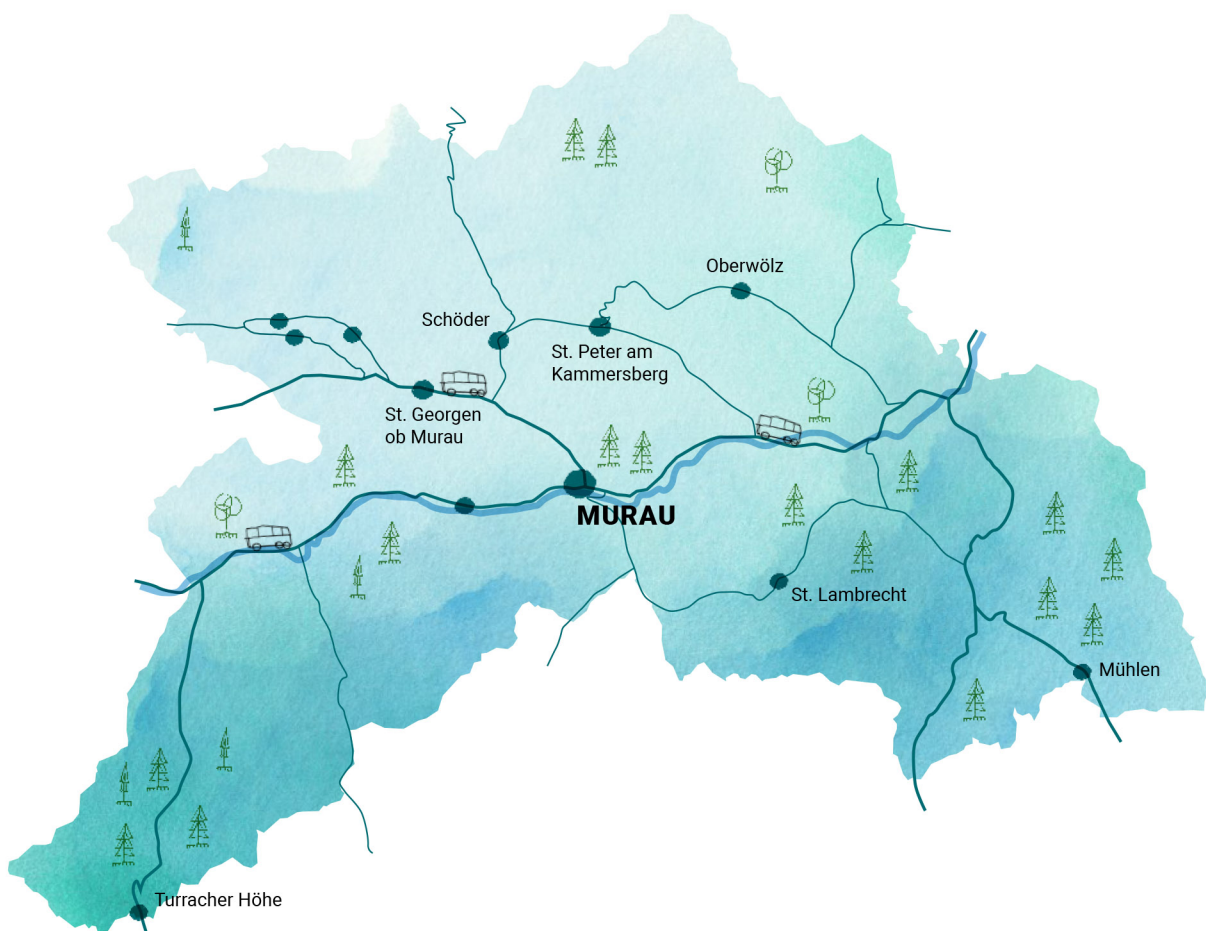 Oberwölz
Schöder
St. Peter am
Kammersberg
St. Georgen
ob Murau
MURAU
St. Lambrecht
Mühlen
Turracher Höhe